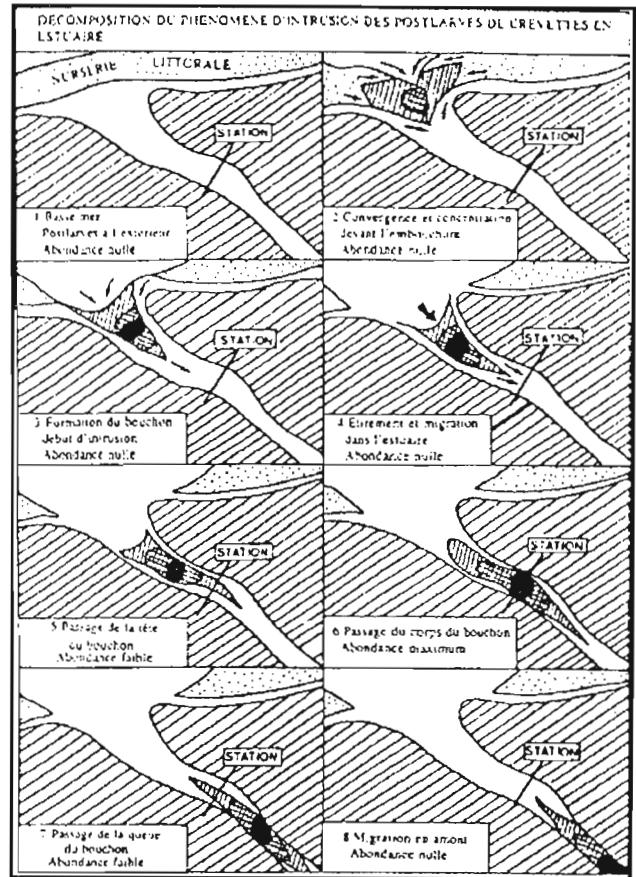 DECOMPOSITION DU PHENOMENE D'INTRUSION DES POSTLARVES DE CREVETTES EN
ESTUAIRE
NURSERIE LITTORALE
STATION
1 Basse mer
Postlarves a l'extérieur
Abondance nulle
STATION
2 Convergence et concentration
devant l'embouchure
Abondance nulle
STATION
3 Formation du bouchon
debut d'intrusion
Abondance nulle
STATION
4 Etirement et migration
dans l'estuaire
Abondance nulle
STATION
5 Passage de la tête
du bouchon
Abondance faible
STATION
6 Passage du corps du bouchon
Abondance maximum
STATION
7 Passage de la queue
du bouchon
Abondance faible
STATION
8 Migration en amont
Abondance nulle